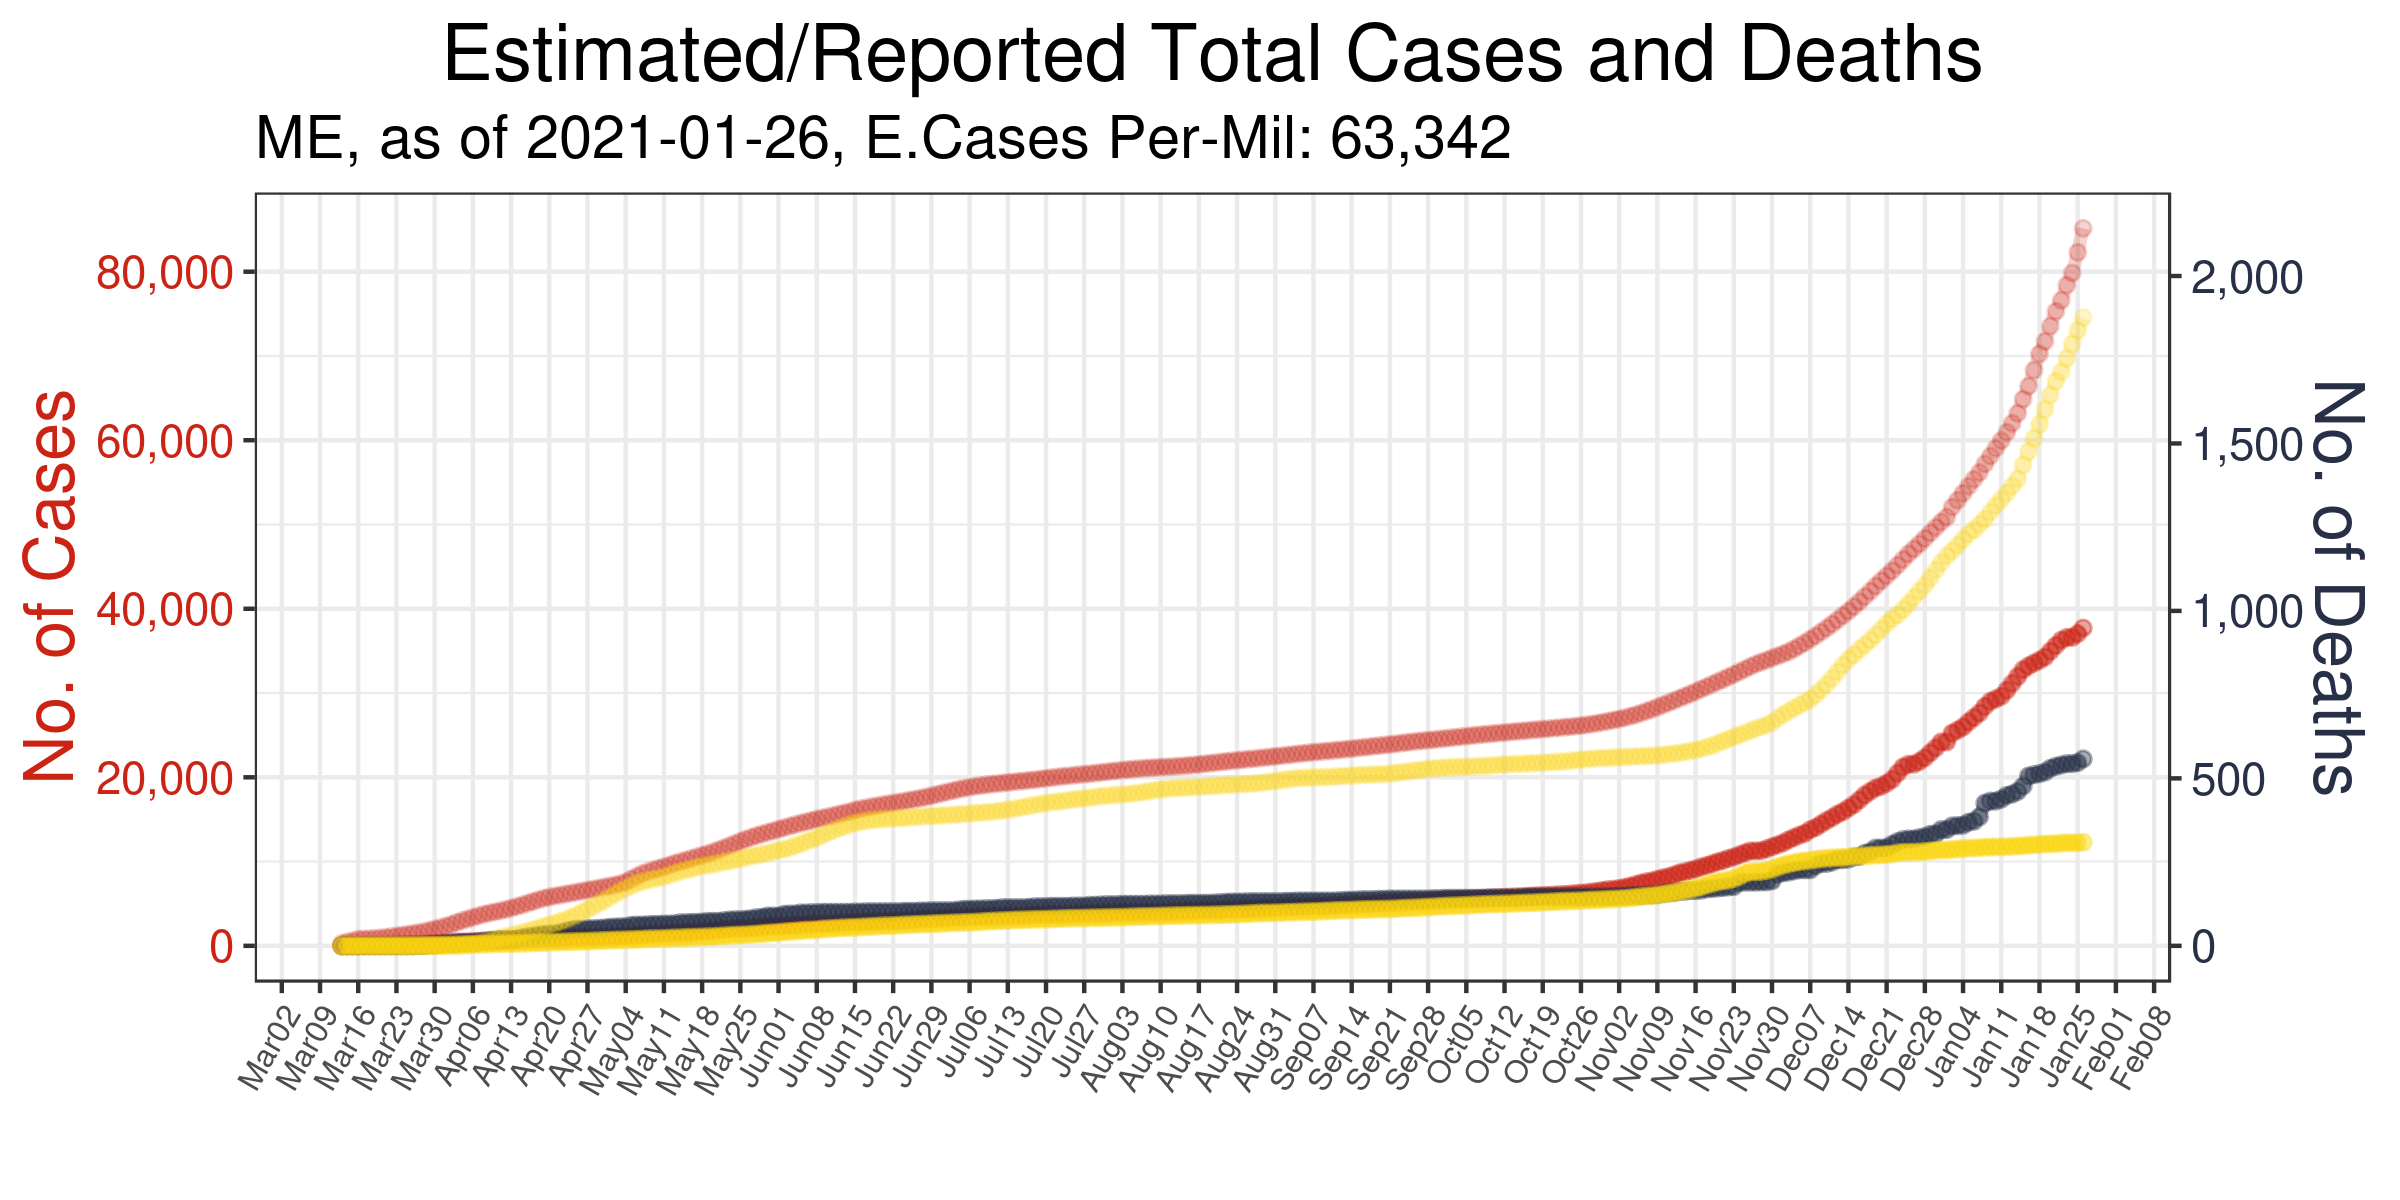 Estimated/Reported Total Cases and Deaths
ME, as of 2021-01-26, E.Cases Per-Mil: 63,342
No. of Cases
80,000
60,000
40,000
20,000
0
2,000
1,500
1,000
500
0
No. of Deaths
Mar02
Mar09
Mar16
Mar23
Mar30
Apr06
Apr13
Apr20
Apr27
May04
May11
May18
May25
Jun01
Jun08
Jun15
Jun22
Jun29
Jul06
Jul13
Jul20
Jul27
Aug03
Aug10
Aug17
Aug24
Aug31
Sep07
Sep14
Sep21
Sep28
Oct05
Oct12
Oct19
Oct26
Nov02
Nov09
Nov16
Nov23
Nov30
Dec07
Dec14
Dec21
Dec28
Jan04
Jan11
Jan18
Jan25
Feb01
Feb08